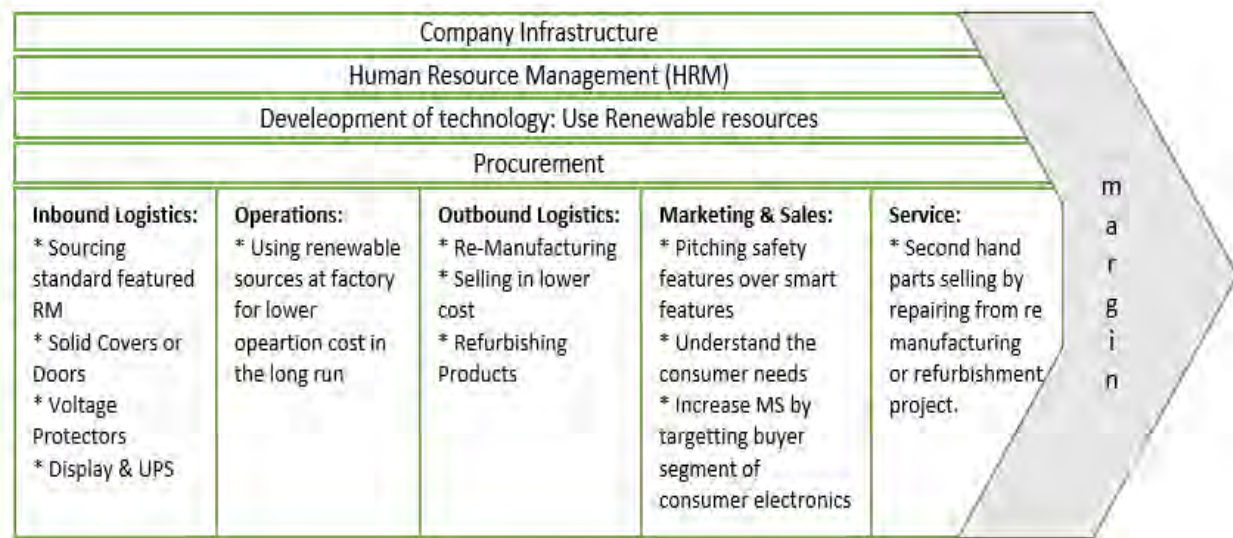 Company Infrastructure
Human Resource Management (HRM)
Develeopment of technology: Use Renewable resources
Procurement
Inbound Logistics:
* Sourcing
standard featured
RM
* Solid Covers or
Doors
* Voltage
Protectors
* Display & UPS
Operations:
* Using renewable
sources at factory
for lower
opeartion cost in
the long run
Outbound Logistics:
* Re-Manufacturing
* Selling in lower
cost
* Refurbishing
Products
Marketing & Sales:
* Pitching safety
features over smart
features
* Understand the
consumer needs
* Increase MS by
targetting buyer
segment of
consumer electronics
Service:
* Second hand
parts selling by
repairing from re
manufacturing
or refurbishment
project.
m
a
r
g
i
n